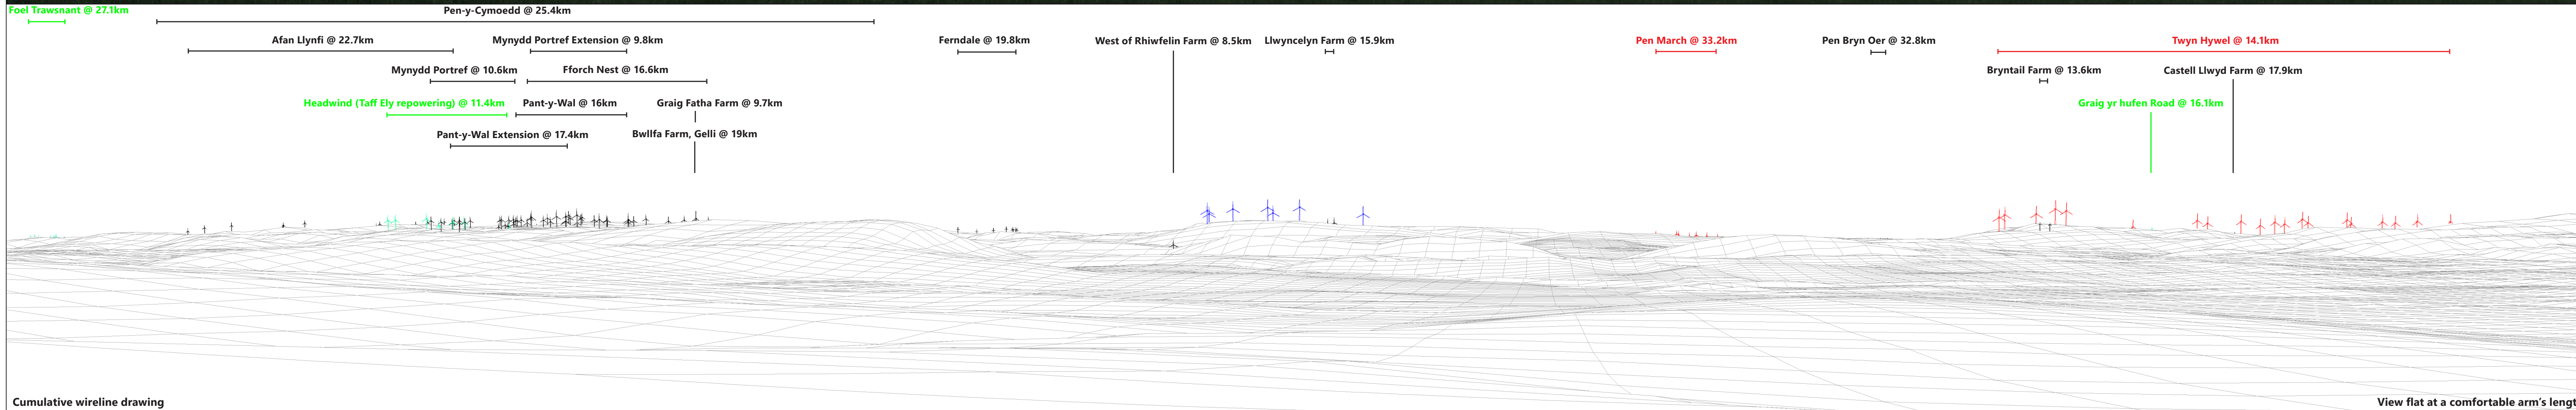 Foel Trawsnant @ 27.1km
Pen-y-Cymoedd @ 25.4km
Afan Llynfi @ 22.7km
Mynydd Portref Extension @ 9.8km
Ferndale @ 19.8km
West of Rhiwfelin Farm @ 8.5km
Llwyncelyn Farm @ 15.9km
Pen March @ 33.2km
Pen Bryn Oer @ 32.8km
Twyn Hywel @ 14.1km
Mynydd Portref @ 10.6km
Fforch Nest @ 16.6km
Bryntail Farm @ 13.6km
Castell Llwyd Farm @ 17.9km
Headwind (Taff Ely repowering) @ 11.4km
Pant-y-Wal @ 16km
Graig Fatha Farm @ 9.7km
Graig yr hufen Road @ 16.1km
Pant-y-Wal Extension @ 17.4km
Bwllfa Farm, Gelli @ 19km
Cumulative wireline drawing
View flat at a comfortable arm's lengt